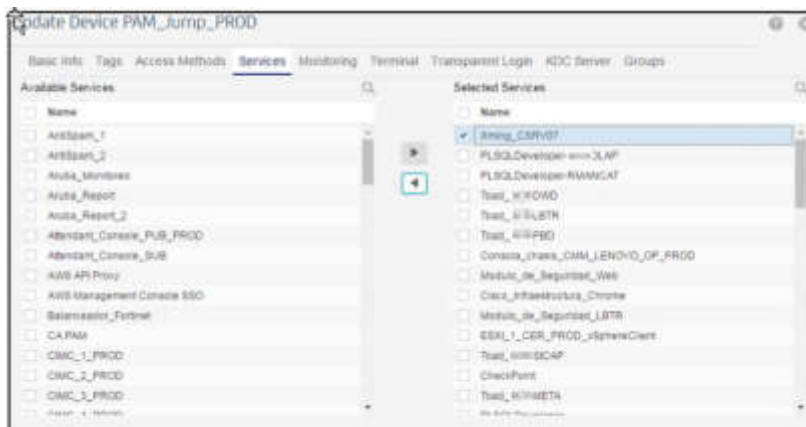 Update Device PAM_Jump_PROD
Basic Info Tags Access Methods Services Monitoring Terminal Transparent Login KDC Server Groups
Available Services
Name
AntiSpam_1
AntiSpam_2
Aruba_Monitoreo
Aruba_Report
Aruba_Report_2
Attendant_Console_PUB_PROD
Attendant_Console_SUB
AWS API Proxy
AWS Management Console SSO
Balanceador_Fortinet
CA PAM
CIMC_1_PROD
CIMC_2_PROD
CIMC_3_PROD
CIMC_4_PROD
Selected Services
Name
PLSQLDeveloper-RMANCAT
Consola_chasis_CMM_LENOVO_OP_PROD
Modulo_de_Seguridad_Web
Cisco_Infraestructura_Chrome
Modulo_de_Seguridad_LBTR
ESXI_1_CER_PROD_vSphereClient
CheckPoint